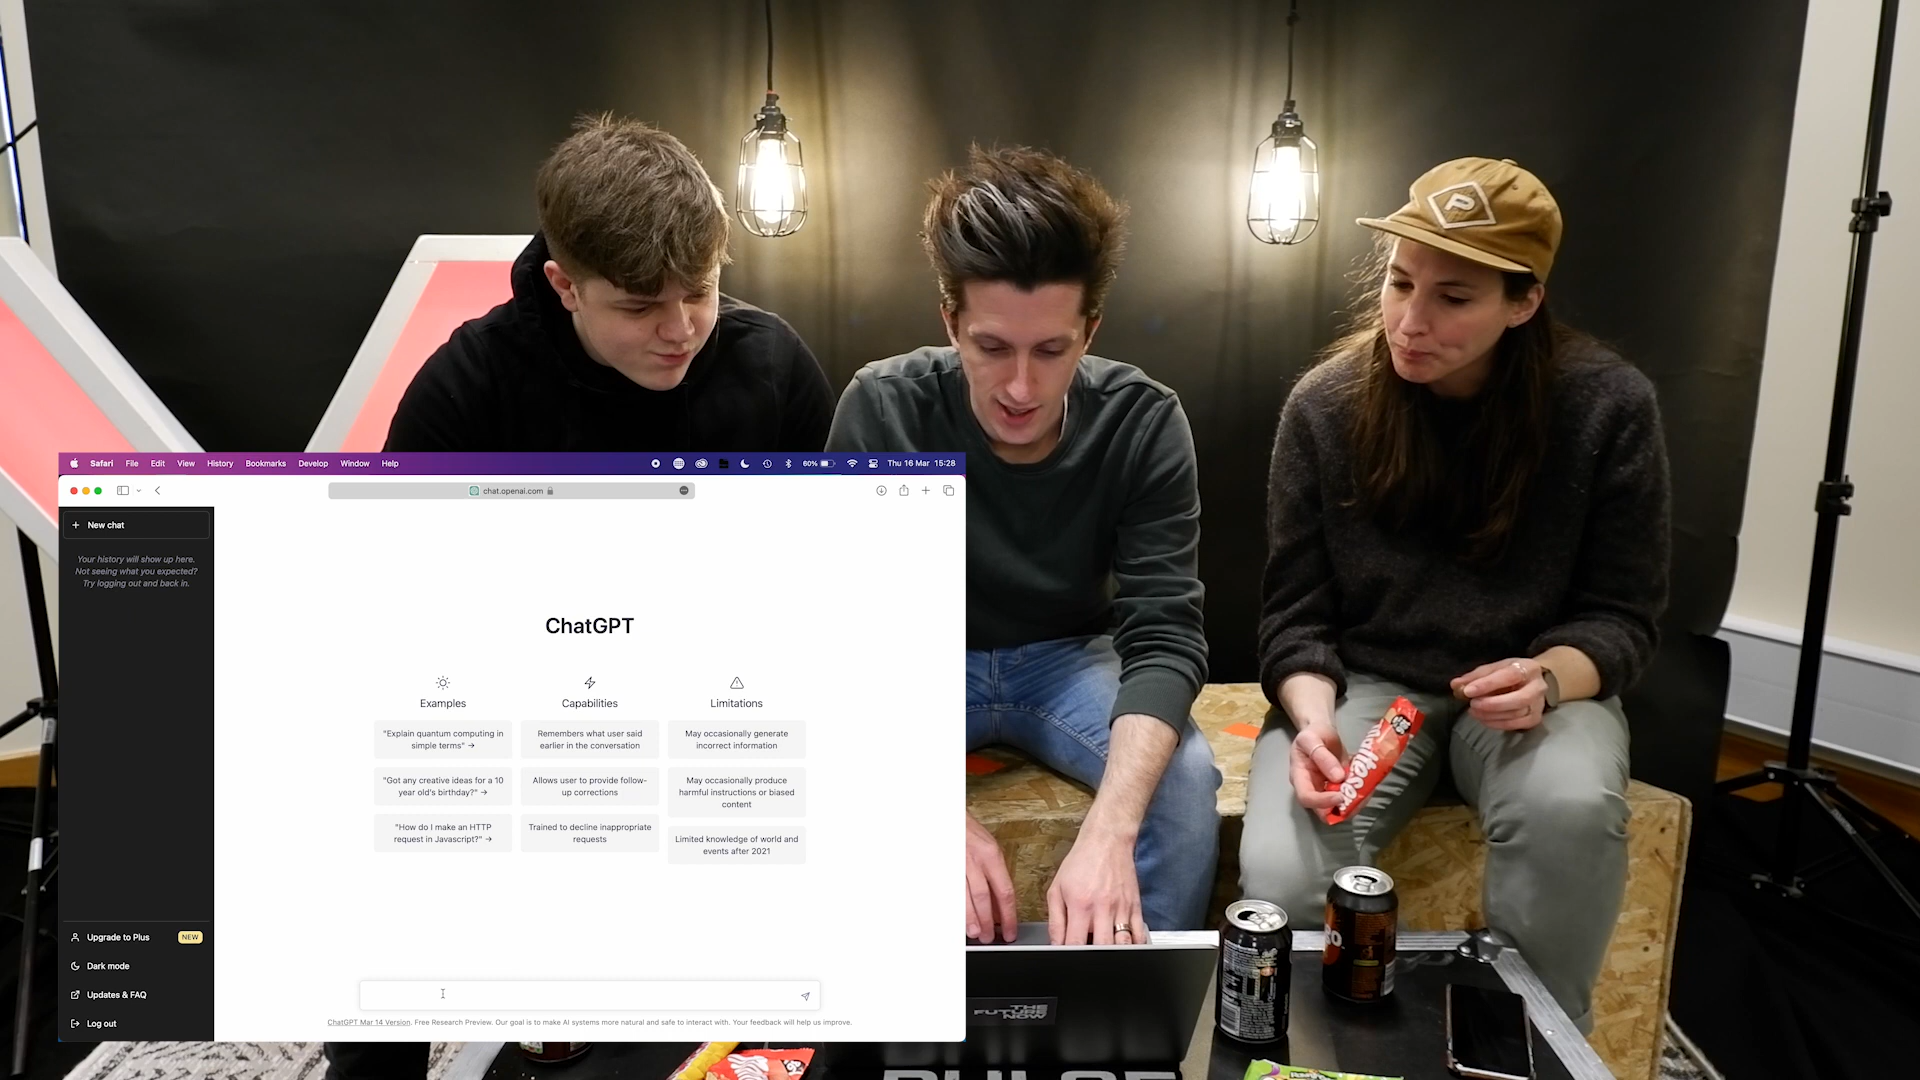 P
Safari File Edit View History Bookmarks Develop Window Help
60% Thu 16 Mar 15:28
chat.openai.com
New chat
Your history will show up here.
Not seeing what you expected?
Try logging out and back in.
ChatGPT
Examples
"Explain quantum computing in
simple terms" →
"Got any creative ideas for a 10
year old's birthday?" →
"How do I make an HTTP
request in Javascript?" →
Capabilities
Remembers what user said
earlier in the conversation
Allows user to provide follow-
up corrections
Trained to decline inappropriate
requests
Limitations
May occasionally generate
incorrect information
May occasionally produce
harmful instructions or biased
content
Limited knowledge of world and
events after 2021
Upgrade to Plus NEW
Dark mode
Updates & FAQ
Log out
ChatGPT Mar 14 Version. Free Research Preview. Our goal is to make AI systems more natural and safe to interact with. Your feedback will help us improve.
Maltesers
THE
FUTURE
NOW
PULSE